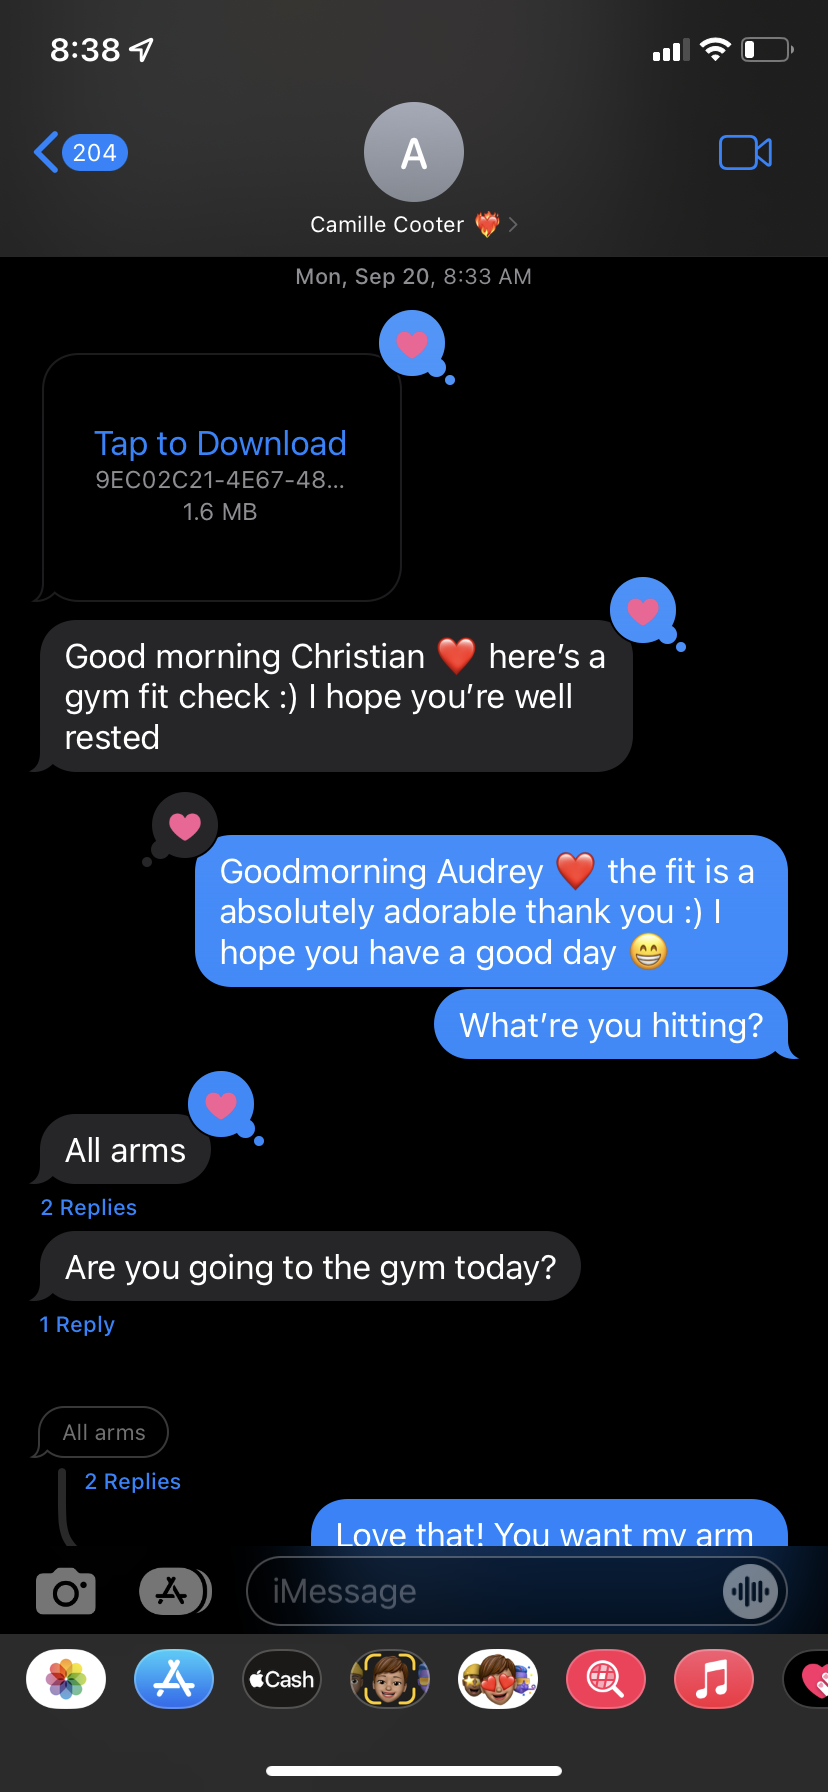 8:38
204
A
Camille Cooter ❤️‍🔥
Mon, Sep 20, 8:33 AM
Tap to Download
9EC02C21-4E67-48...
1.6 MB
Good morning Christian ❤️ here’s a
gym fit check :) I hope you’re well
rested
Goodmorning Audrey ❤️ the fit is a
absolutely adorable thank you :) I
hope you have a good day 😁
What’re you hitting?
All arms
2 Replies
Are you going to the gym today?
1 Reply
All arms
2 Replies
Love that! You want my arm
iMessage
Cash